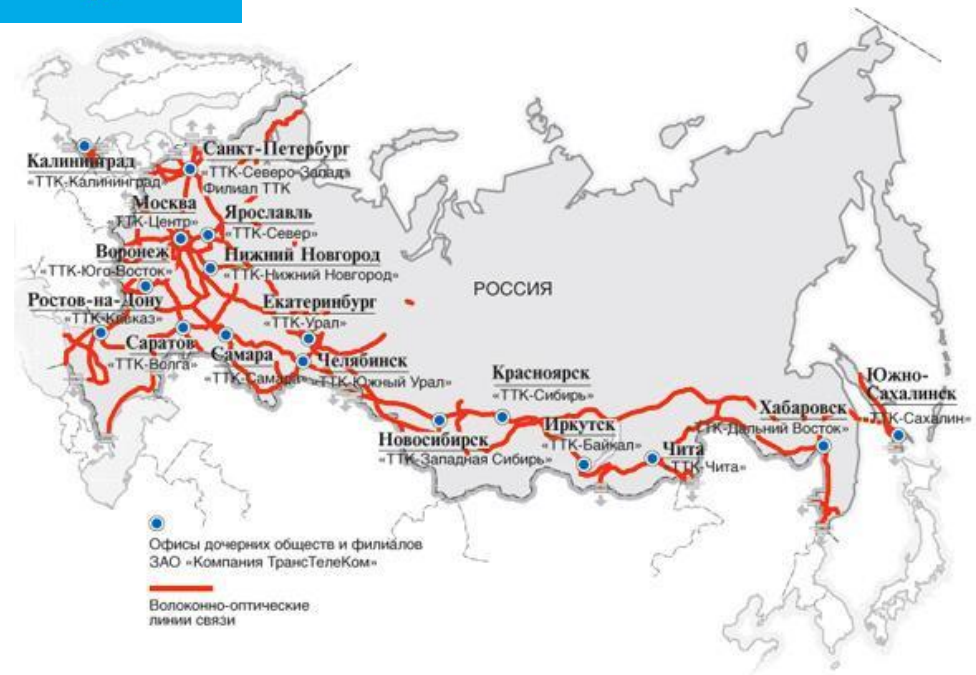 Калининград
«ТТК-Калининград»
Санкт-Петербург
«ТТК-Северо-Запад»
Филиал ТТК
Москва
«ТТК-Центр»
Ярославль
«ТТК-Север»
Воронеж
«ТТК-Юго-Восток»
Нижний Новгород
«ТТК-Нижний Новгород»
Ростов-на-Дону
«ТТК-Кавказ»
Екатеринбург
«ТТК-Урал»
РОССИЯ
Саратов
«ТТК-Волга»
Самара
«ТТК-Самара»
Челябинск
«ТТК-Южный Урал»
Красноярск
«ТТК-Сибирь»
Новосибирск
«ТТК-Западная Сибирь»
Иркутск
«ТТК-Байкал»
Чита
«ТТК-Чита»
Хабаровск
«ТТК-Дальний Восток»
Южно-
Сахалинск
«ТТК-Сахалин»
Офисы дочерних обществ и филиалов
ЗАО «Компания ТрансТелеКом»
Волоконно-оптические
линии связи